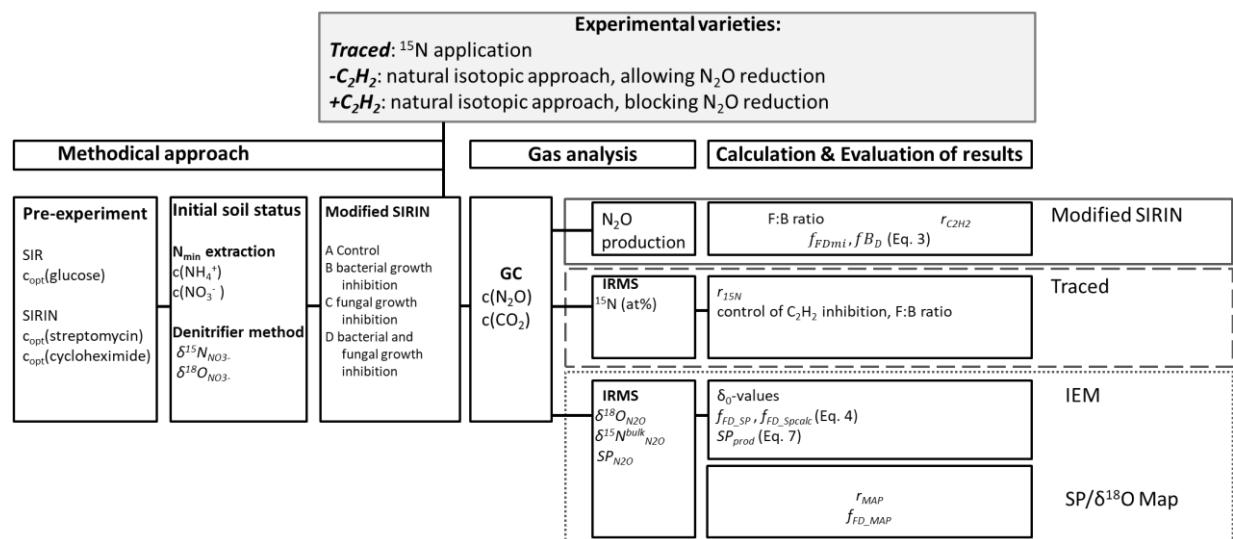 Experimental varieties:
Traced: ¹⁵N application
-C₂H₂: natural isotopic approach, allowing N₂O reduction
+C₂H₂: natural isotopic approach, blocking N₂O reduction
Methodical approach
Gas analysis
Calculation & Evaluation of results
Pre-experiment
SIR
c_opt(glucose)
SIRIN
c_opt(streptomycin)
c_opt(cycloheximide)
Initial soil status
N_min extraction
c(NH₄⁺)
c(NO₃⁻)
Denitrifier method
δ¹⁵N_NO3-
δ¹⁸O_NO3-
Modified SIRIN
A Control
B bacterial growth
inhibition
C fungal growth
inhibition
D bacterial and
fungal growth
inhibition
GC
c(N₂O)
c(CO₂)
N₂O
production
F:B ratio r_C2H2
f_FDmi, fB_D (Eq. 3)
Modified SIRIN
IRMS
¹⁵N (at%)
r_15N
control of C₂H₂ inhibition, F:B ratio
Traced
IRMS
δ¹⁸O_N2O
δ¹⁵N^bulk_N2O
SP_N2O
δ₀-values
f_FD_SP, f_FD_Spcalc (Eq. 4)
SP_prod (Eq. 7)
IEM
r_MAP
f_FD_MAP
SP/δ¹⁸O Map